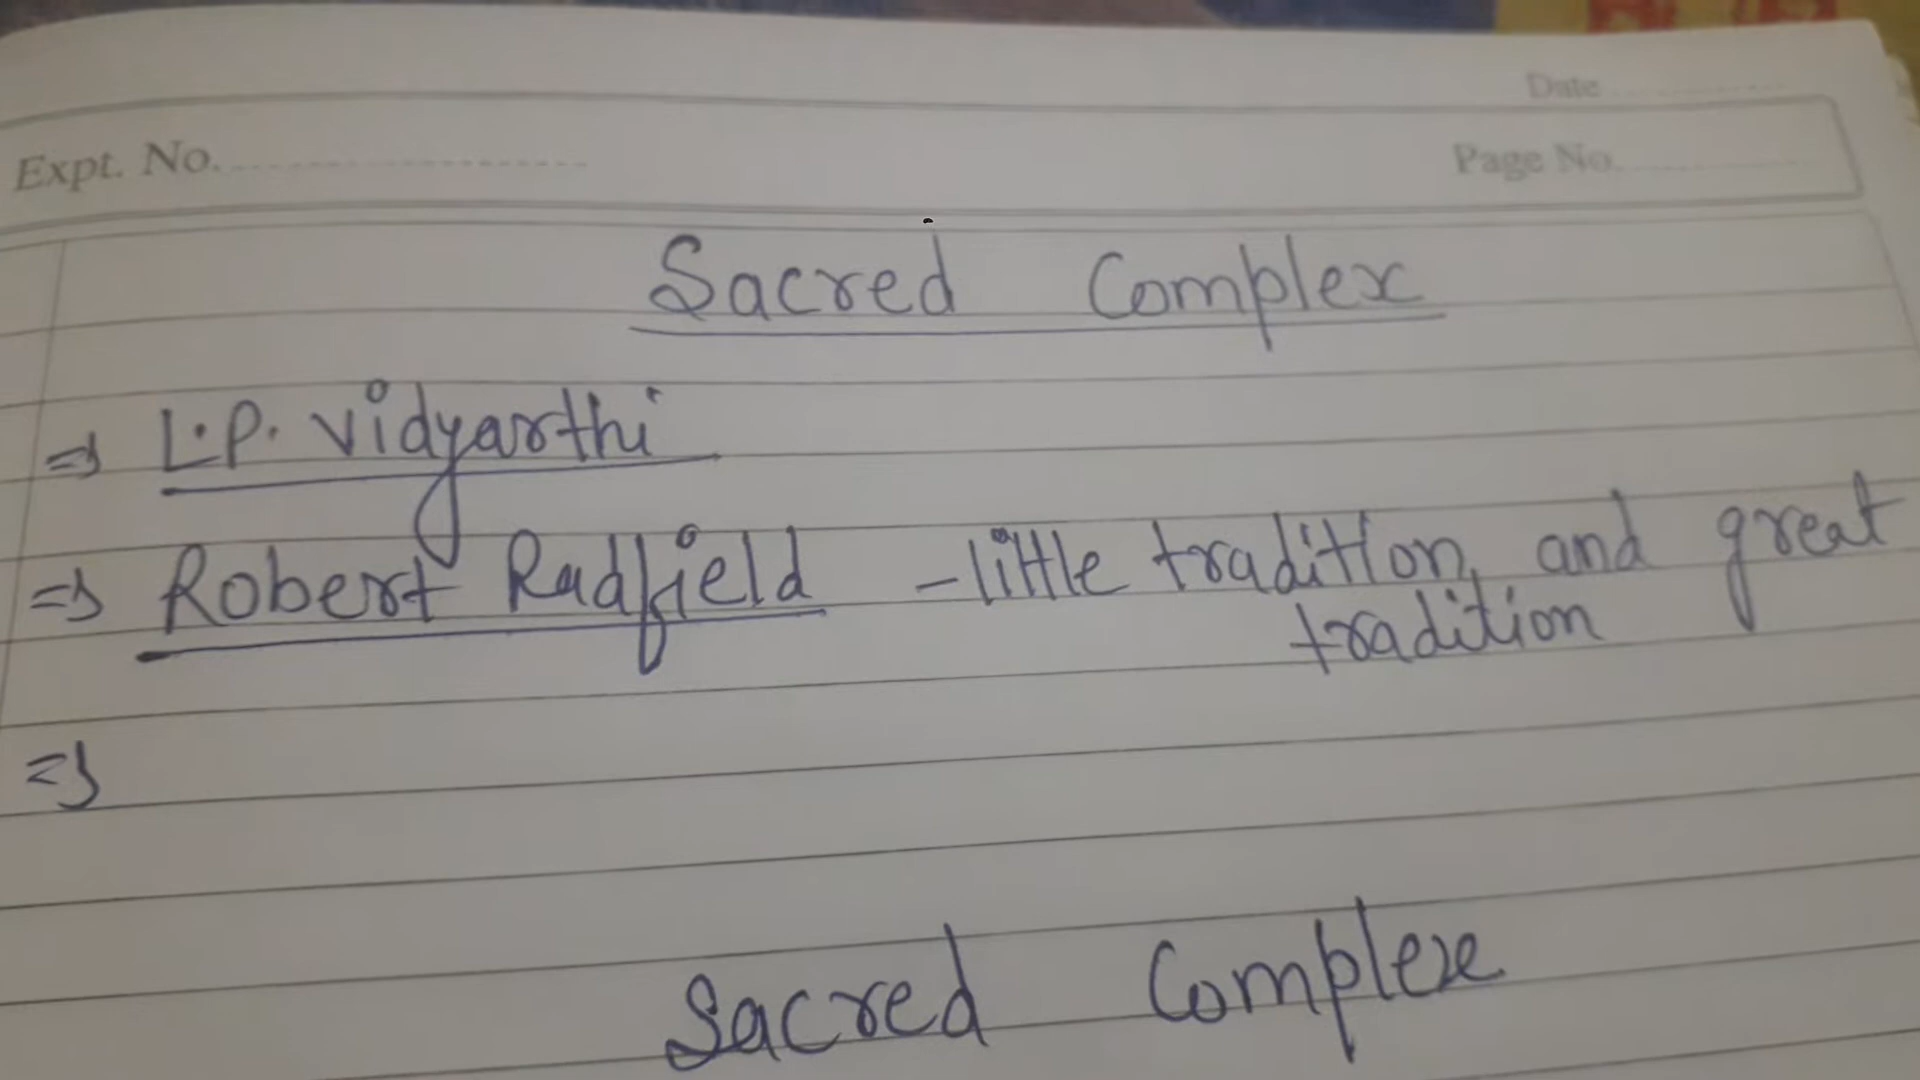 Date
Expt. No.
Page No.
Sacred Complex
=> L.P. Vidyarthi
=> Robert Radfield - little tradition, and great
tradition
=>
Sacred Complex